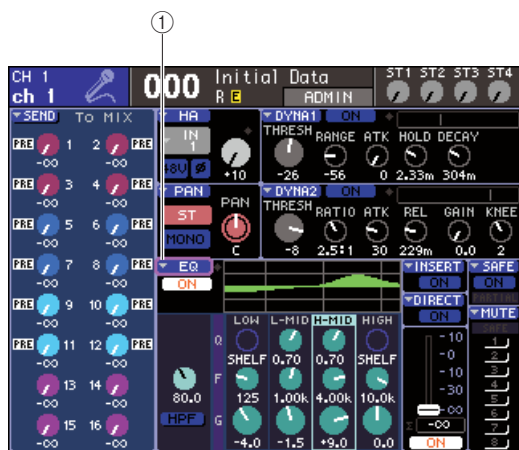 1
CH 1
ch 1
000
Initial Data
R E
ADMIN
ST1 ST2 ST3 ST4
SEND To MIX
PRE 1 2 PRE
-∞ -∞
PRE 3 4 PRE
-∞ -∞
PRE 5 6 PRE
-∞ -∞
PRE 7 8 PRE
-∞ -∞
PRE 9 10 PRE
-∞ -∞
PRE 11 12 PRE
-∞ -∞
13 14
-∞ -∞
15 16
-∞ -∞
HA
IN
1
48V ø
+10
PAN
ST
MONO
PAN
C
DYNA1 ON
THRESH RANGE ATK HOLD DECAY
-26 -56 0 2.33m 304m
DYNA2 ON
THRESH RATIO ATK REL GAIN KNEE
-8 2.5:1 30 229m 0.0 2
EQ
ON
LOW L-MID H-MID HIGH
Q
SHELF 0.70 0.70 SHELF
F
80.0
125 1.00k 4.00k 10.0k
HPF
G
-4.0 -1.5 +9.0 0.0
INSERT
ON
DIRECT
ON
-10
-0
-10
-30
-∞
Σ -∞
ON
SAFE
ON
PARTIAL
MUTE
SAFE
1
2
3
4
5
6
7
8